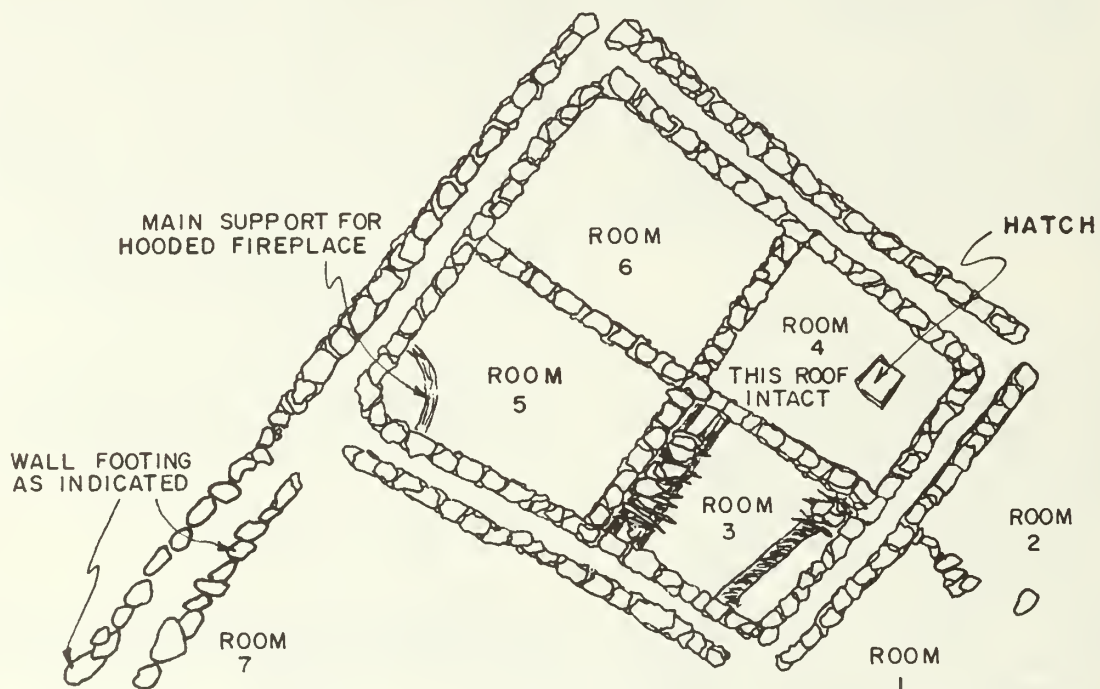 MAIN SUPPORT FOR
HOODED FIREPLACE
HATCH
ROOM
6
ROOM
4
THIS ROOF
INTACT
ROOM
5
WALL FOOTING
AS INDICATED
ROOM
3
ROOM
2
ROOM
7
ROOM
1